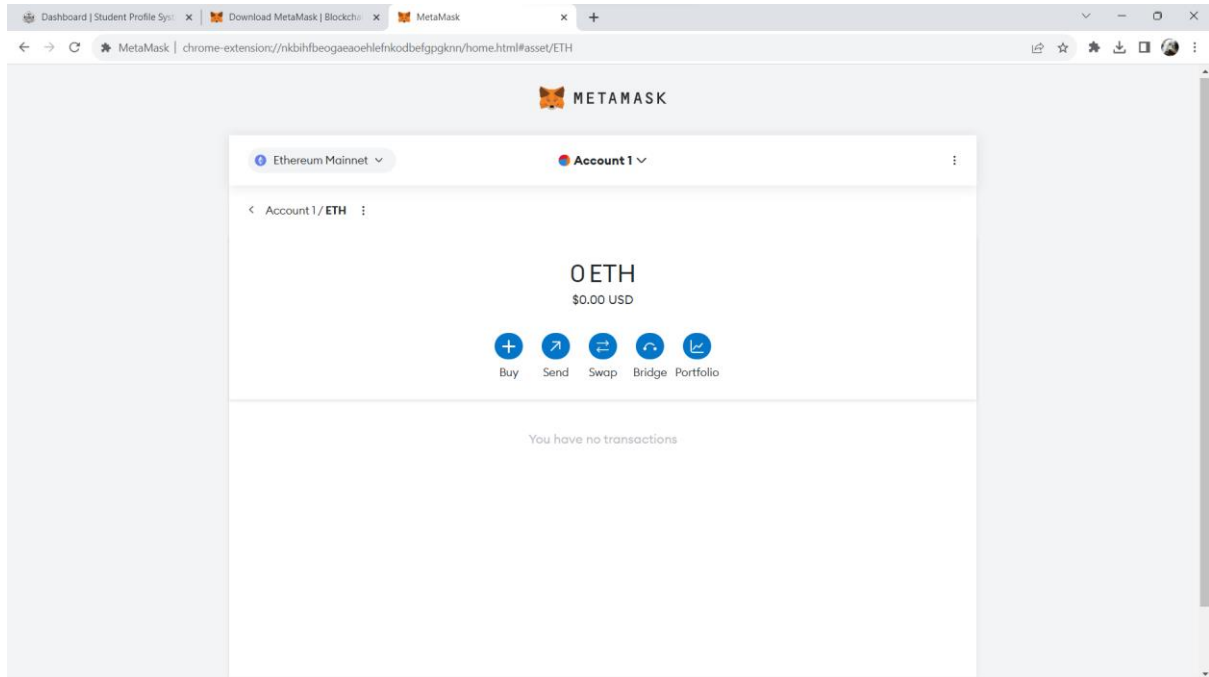 Dashboard | Student Profile Syst
Download MetaMask | Blockcha
MetaMask
MetaMask | chrome-extension://nkbihfbeogaeaoehlefnkodbefgpgknn/home.html#asset/ETH
METAMASK
Ethereum Mainnet
Account 1
Account 1 / ETH
0 ETH
$0.00 USD
Buy Send Swap Bridge Portfolio
You have no transactions